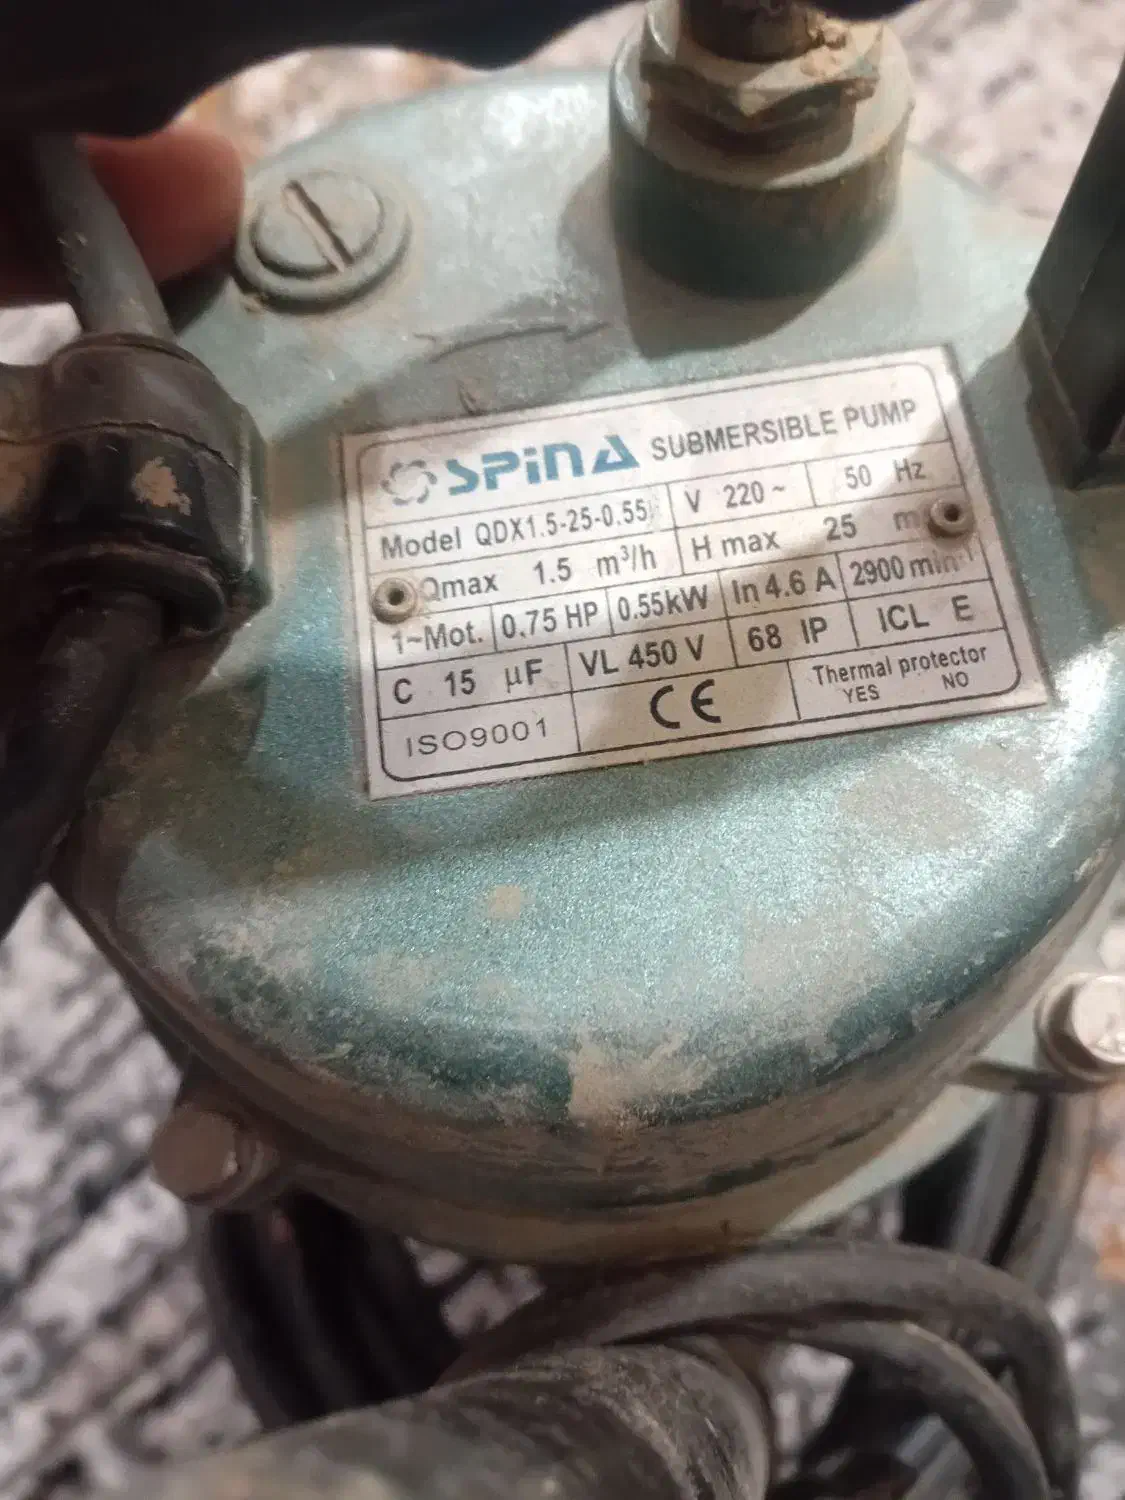 SPINA SUBMERSIBLE PUMP
Model QDX1.5-25-0.55 V 220 ~ 50 Hz
Qmax 1.5 m³/h H max 25 m
1~Mot. 0.75 HP 0.55kW In 4.6 A 2900 min⁻¹
C 15 µF VL 450 V 68 IP ICL E
ISO9001 CE Thermal protector
YES NO